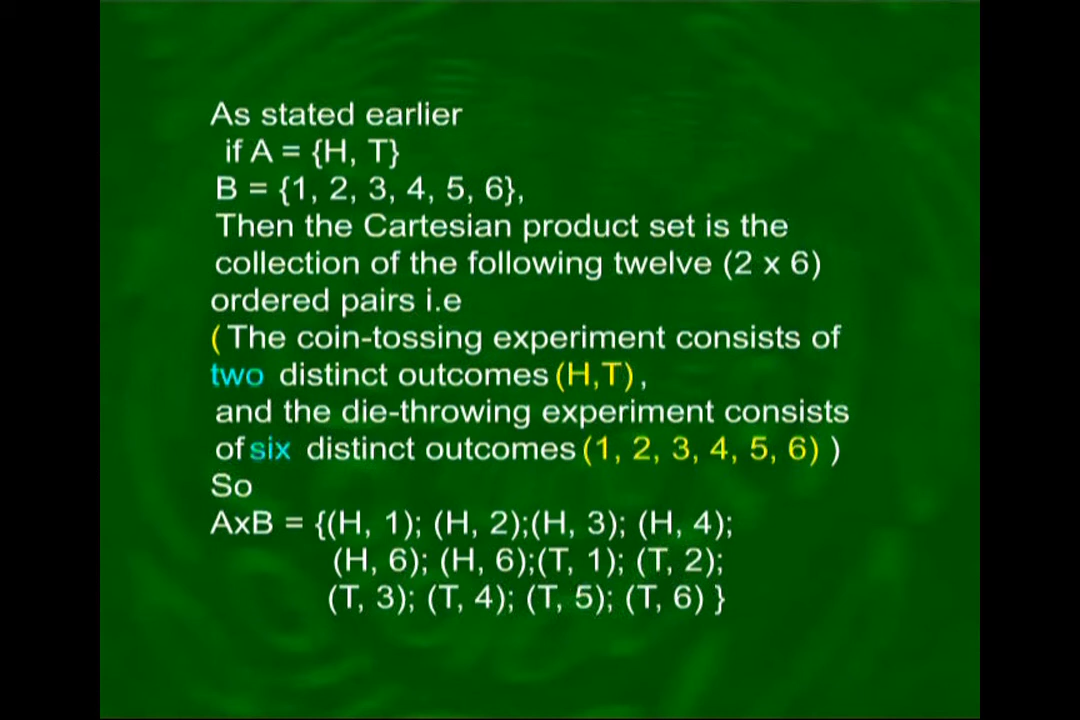 As stated earlier
if A = {H, T}
B = {1, 2, 3, 4, 5, 6},
Then the Cartesian product set is the
collection of the following twelve (2 x 6)
ordered pairs i.e
(The coin-tossing experiment consists of
two distinct outcomes (H,T),
and the die-throwing experiment consists
of six distinct outcomes (1, 2, 3, 4, 5, 6) )
So
AxB = {(H, 1); (H, 2);(H, 3); (H, 4);
(H, 6); (H, 6);(T, 1); (T, 2);
(T, 3); (T, 4); (T, 5); (T, 6) }